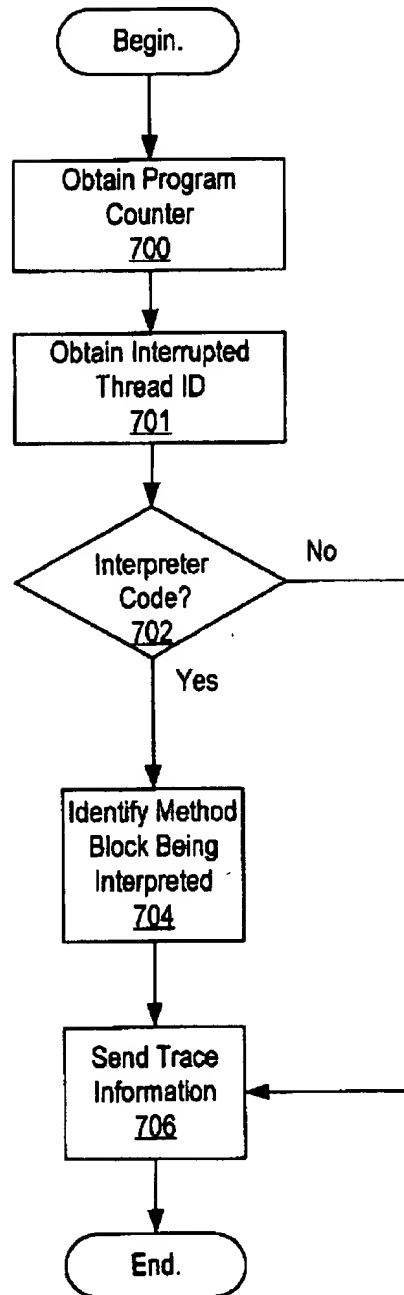 Begin.
Obtain Program
Counter
700
Obtain Interrupted
Thread ID
701
Interpreter
Code?
702
No
Yes
Identify Method
Block Being
Interpreted
704
Send Trace
Information
706
End.